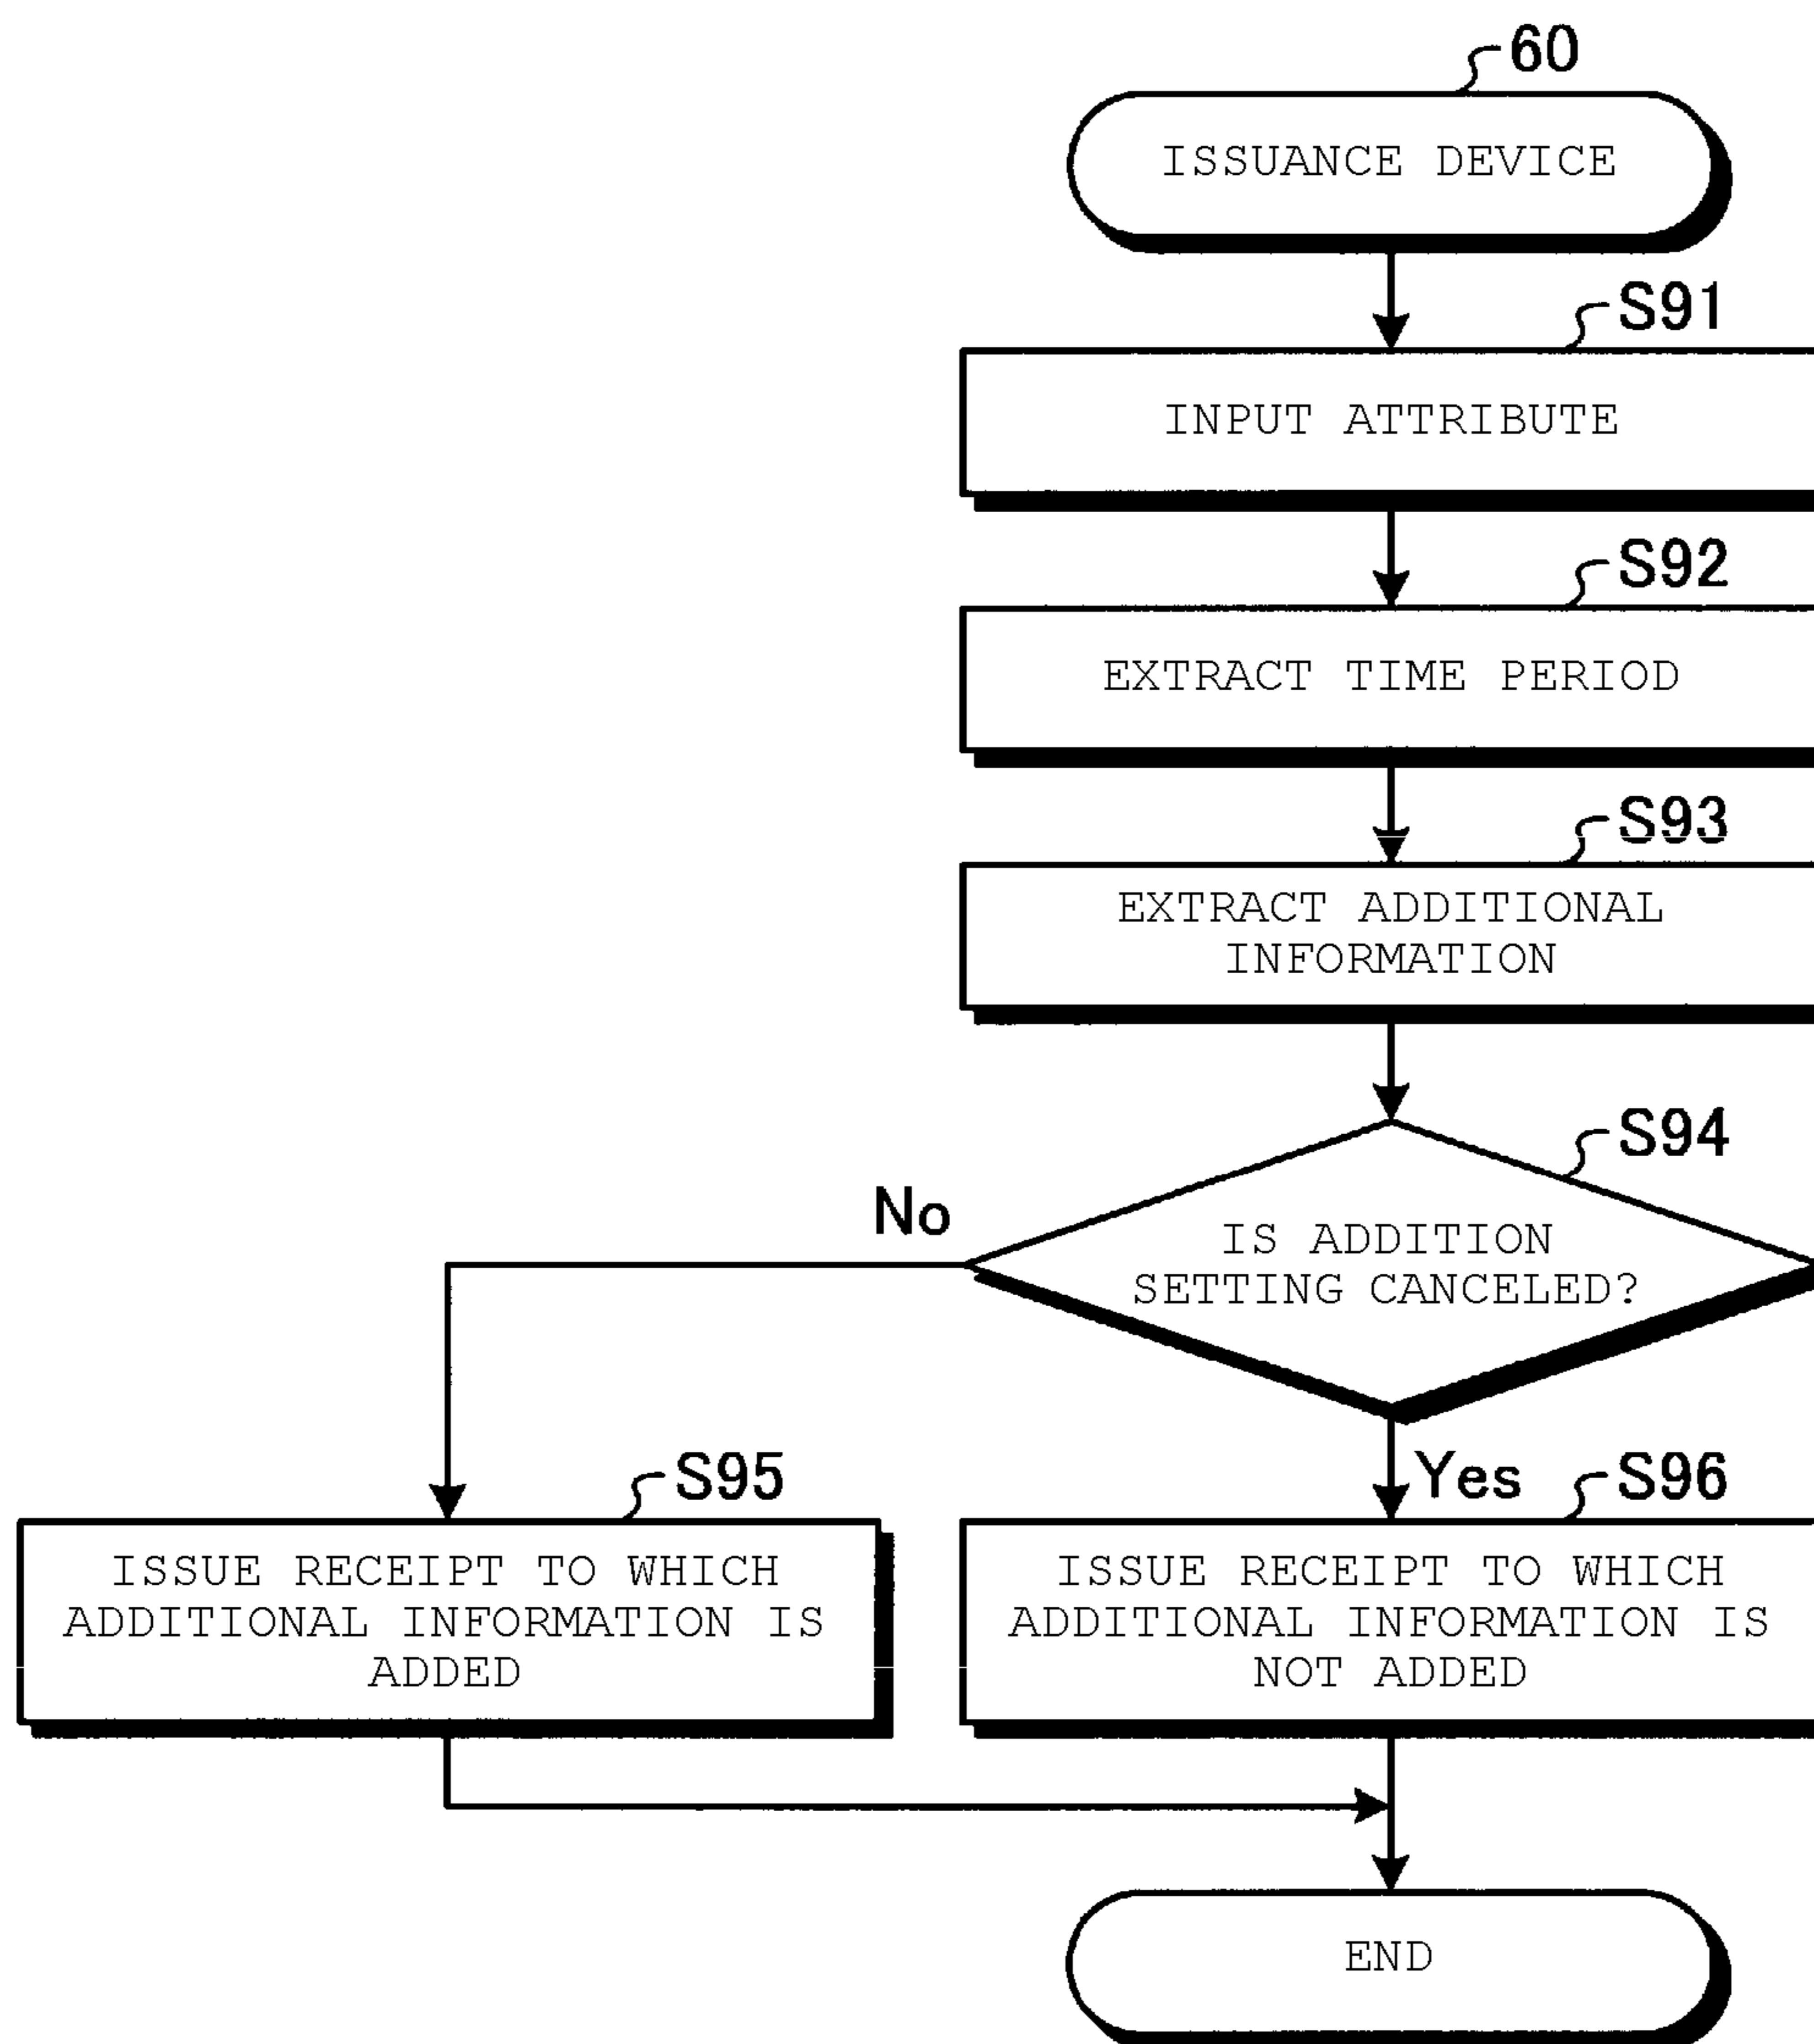 60
ISSUANCE DEVICE
S91
INPUT ATTRIBUTE
S92
EXTRACT TIME PERIOD
S93
EXTRACT ADDITIONAL
INFORMATION
S94
No
IS ADDITION
SETTING CANCELED?
Yes
S95
ISSUE RECEIPT TO WHICH
ADDITIONAL INFORMATION IS
ADDED
S96
ISSUE RECEIPT TO WHICH
ADDITIONAL INFORMATION IS
NOT ADDED
END